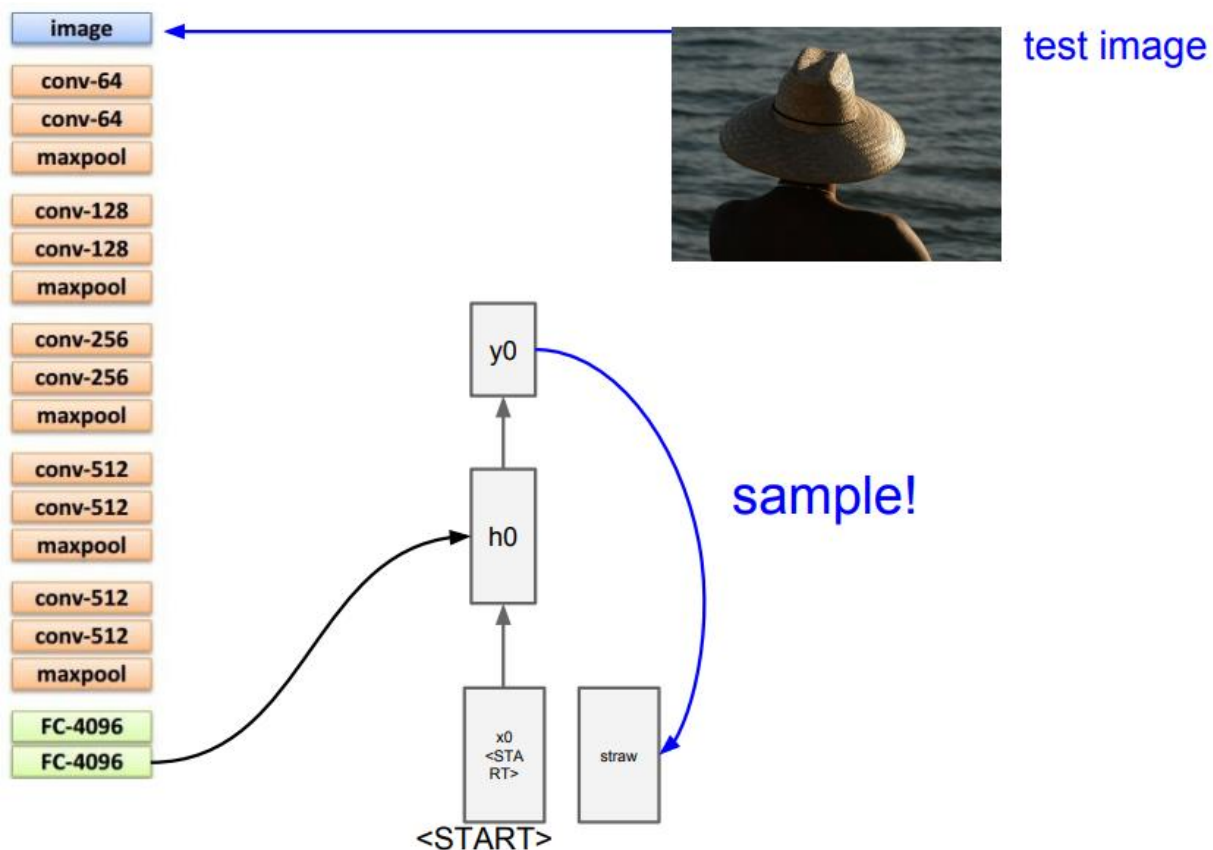 image
test image
conv-64
conv-64
maxpool
conv-128
conv-128
maxpool
conv-256
conv-256
maxpool
conv-512
conv-512
maxpool
conv-512
conv-512
maxpool
FC-4096
FC-4096
y0
sample!
h0
x0
<STA
RT>
straw
<START>